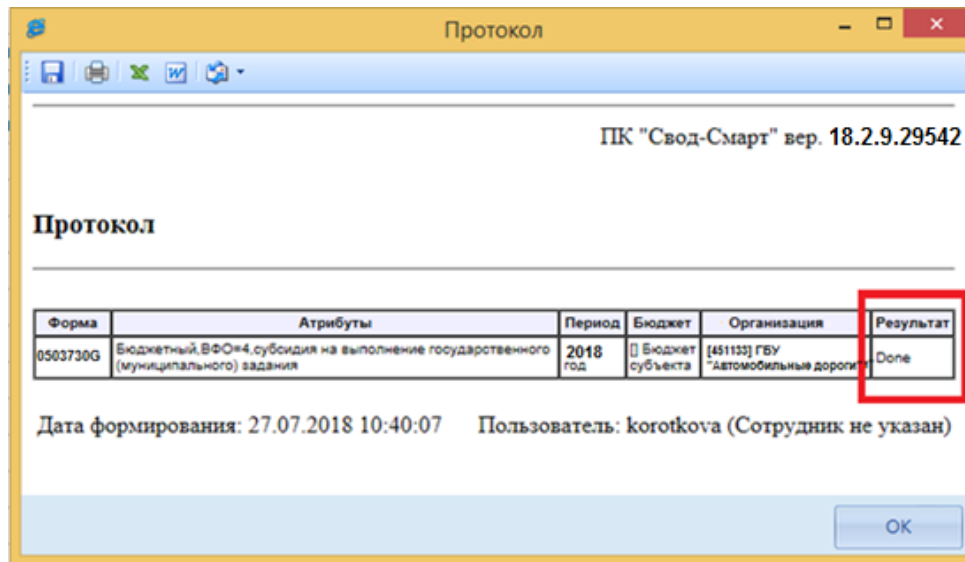 Протокол
ПК "Свод-Смарт" вер. 18.2.9.29542
Протокол
Форма Атрибуты Период Бюджет Организация Результат
0503730G Бюджетный,ВФО=4,субсидия на выполнение государственного (муниципального) задания 2018 год [] Бюджет субъекта [451133] ГБУ "Автомобильные дороги" Done
Дата формирования: 27.07.2018 10:40:07 Пользователь: korotkova (Сотрудник не указан)
OK